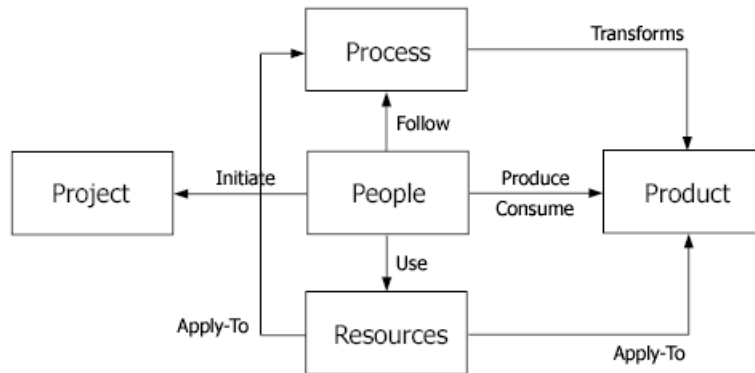 Process
Transforms
Follow
Project
Initiate
People
Produce
Consume
Product
Use
Apply-To
Resources
Apply-To